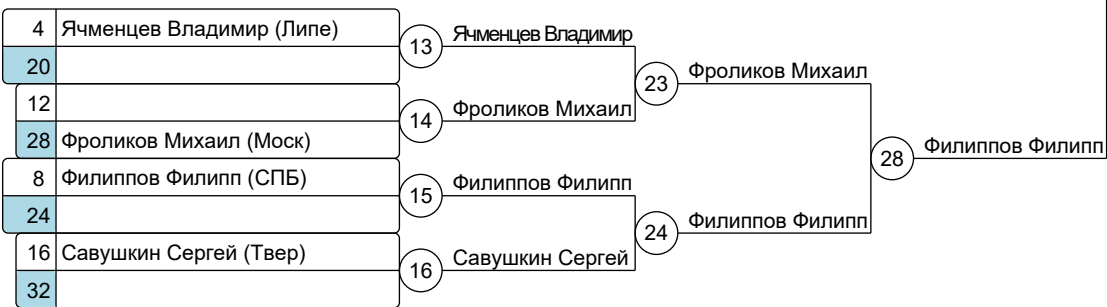 4 Ячменцев Владимир (Липе)
20
12
28 Фроликов Михаил (Моск)
8 Филиппов Филипп (СПБ)
24
16 Савушкин Сергей (Твер)
32
13
Ячменцев Владимир
14
Фроликов Михаил
15
Филиппов Филипп
16
Савушкин Сергей
23
Фроликов Михаил
24
Филиппов Филипп
28
Филиппов Филипп